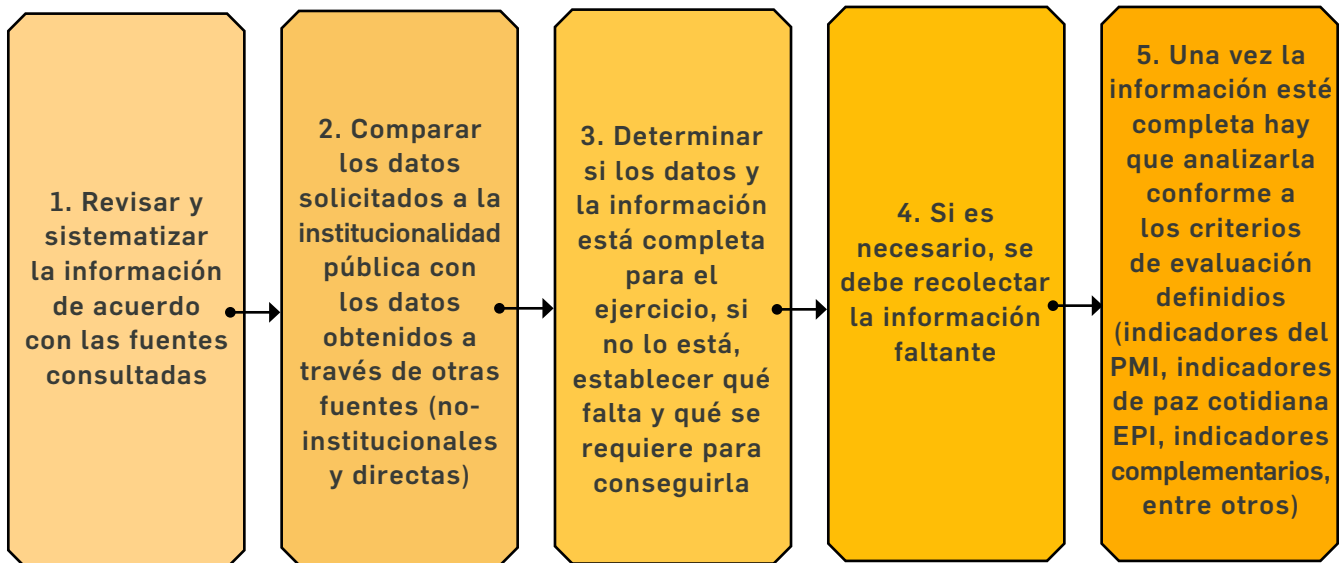 1. Revisar y
sistematizar
la información
de acuerdo
con las fuentes
consultadas
2. Comparar
los datos
solicitados a la
institucionalidad
pública con
los datos
obtenidos a
través de otras
fuentes (no-
institucionales
y directas)
3. Determinar
si los datos y
la información
está completa
para el
ejercicio, si
no lo está,
establecer qué
falta y qué se
requiere para
conseguirla
4. Si es
necesario, se
debe recolectar
la información
faltante
5. Una vez la
información esté
completa hay
que analizarla
conforme a
los criterios
de evaluación
definidios
(indicadores del
PMI, indicadores
de paz cotidiana
EPI, indicadores
complementarios,
entre otros)